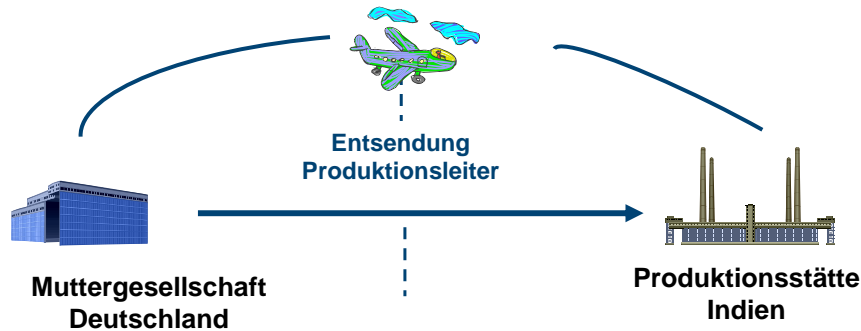 Entsendung
Produktionsleiter
Muttergesellschaft
Deutschland
Produktionsstätte
Indien